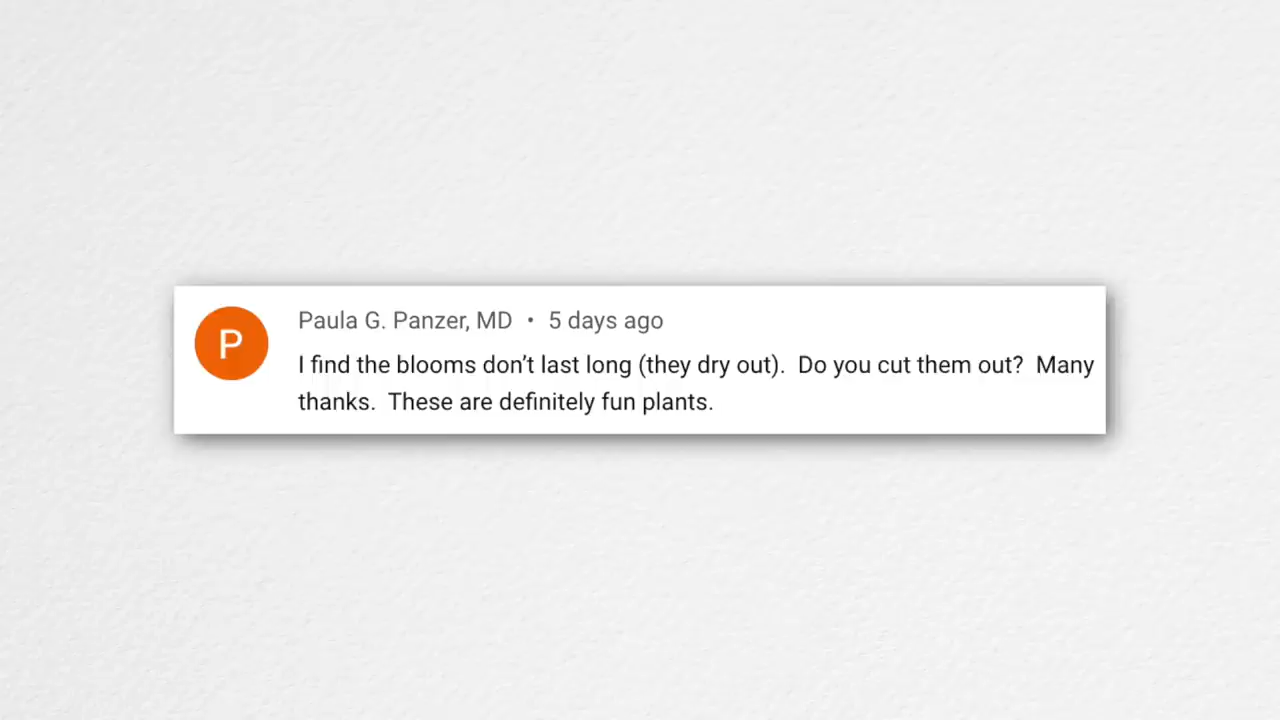 P
Paula G. Panzer, MD • 5 days ago
I find the blooms don’t last long (they dry out).  Do you cut them out?  Many
thanks.  These are definitely fun plants.